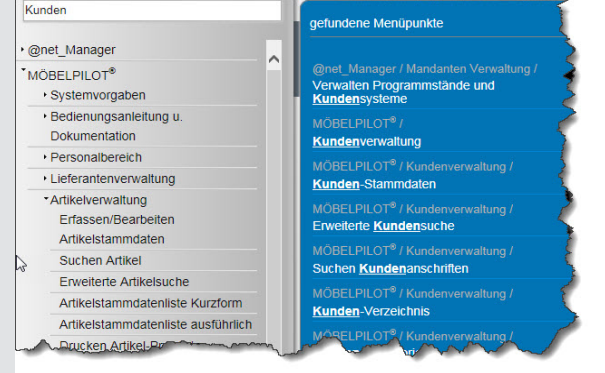 Kunden
@net_Manager
MÖBELPILOT®
Systemvorgaben
Bedienungsanleitung u.
Dokumentation
Personalbereich
Lieferantenverwaltung
Artikelverwaltung
Erfassen/Bearbeiten
Artikelstammdaten
Suchen Artikel
Erweiterte Artikelsuche
Artikelstammdatenliste Kurzform
Artikelstammdatenliste ausführlich
Drucken
gefundene Menüpunkte
@net_Manager / Mandanten Verwaltung /
Verwalten Programmstände und
Kundensysteme
MÖBELPILOT® /
Kundenverwaltung
MÖBELPILOT® / Kundenverwaltung /
Kunden-Stammdaten
MÖBELPILOT® / Kundenverwaltung /
Erweiterte Kundensuche
MÖBELPILOT® / Kundenverwaltung /
Suchen Kundenanschriften
MÖBELPILOT® / Kundenverwaltung /
Kunden-Verzeichnis
MÖBELPILOT® / Kundenverwaltung /